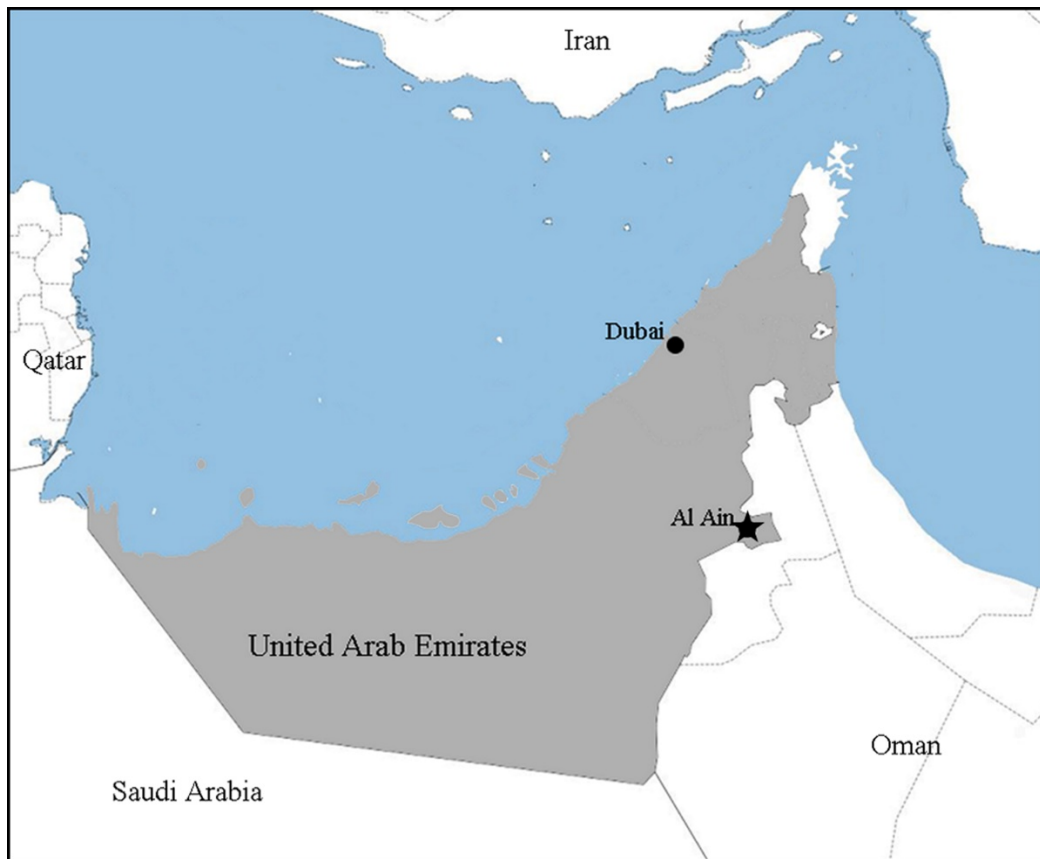 Iran
Dubai
Qatar
Al Ain
United Arab Emirates
Oman
Saudi Arabia